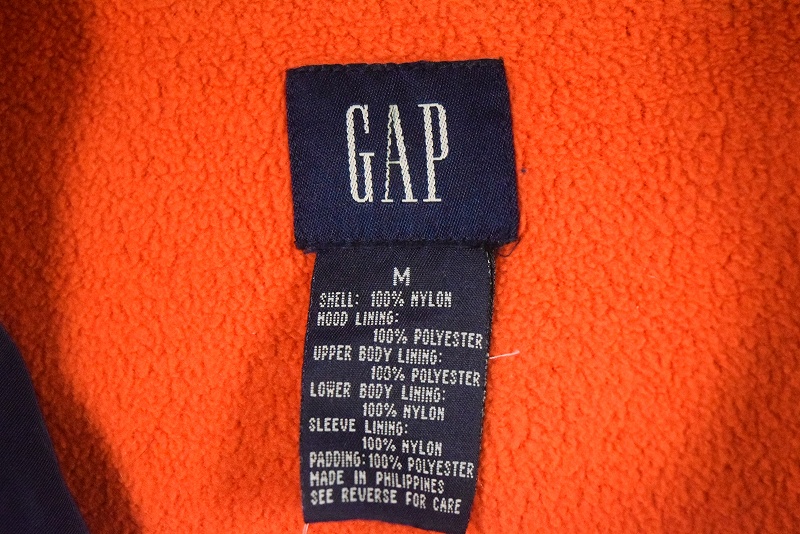 GAP
M
SHELL: 100% NYLON
HOOD LINING:
100% POLYESTER
UPPER BODY LINING:
100% POLYESTER
LOWER BODY LINING:
100% NYLON
SLEEVE LINING:
100% NYLON
PADDING: 100% POLYESTER
MADE IN PHILIPPINES
SEE REVERSE FOR CARE